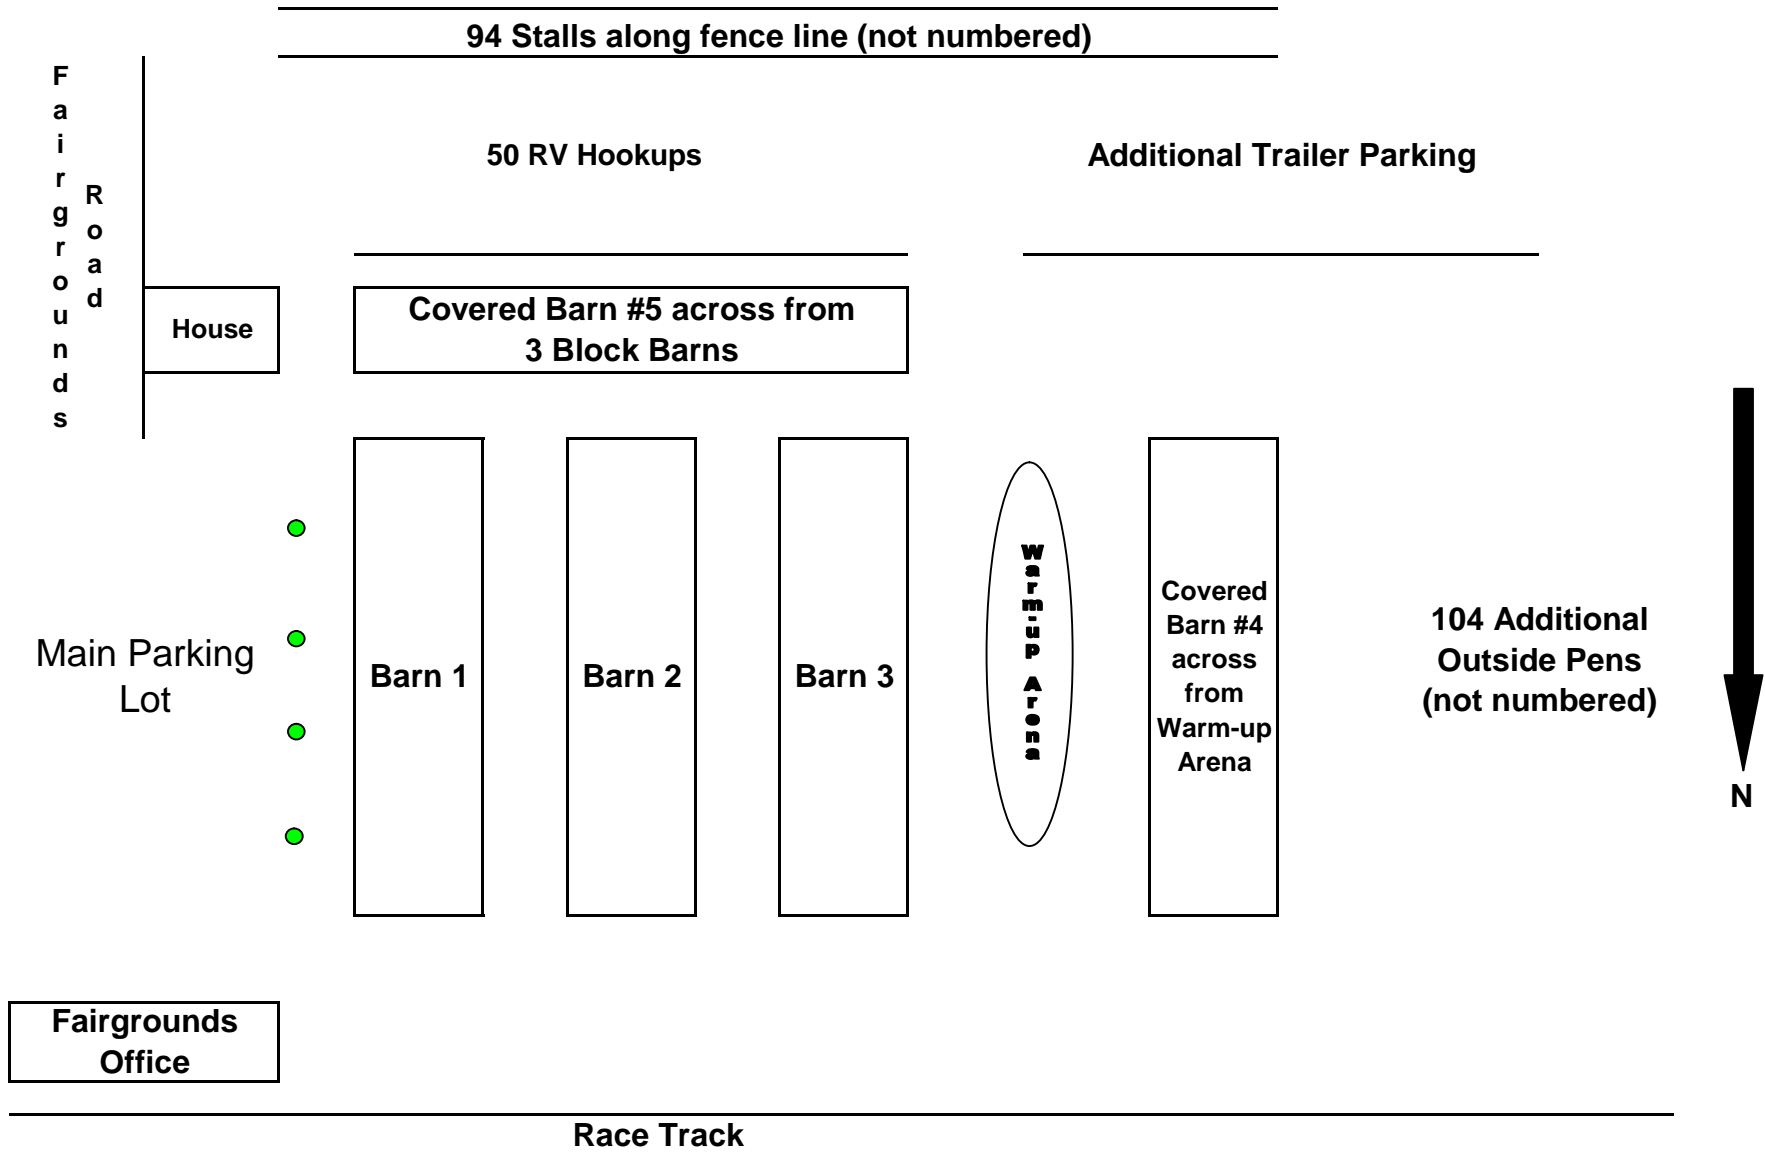 94 Stalls along fence line (not numbered)
Fairgrounds
Road
50 RV Hookups
Additional Trailer Parking
House
Covered Barn #5 across from
3 Block Barns
Main Parking
Lot
Barn 1
Barn 2
Barn 3
Warm-up Arena
Covered
Barn #4
across
from
Warm-up
Arena
104 Additional
Outside Pens
(not numbered)
N
Fairgrounds
Office
Race Track